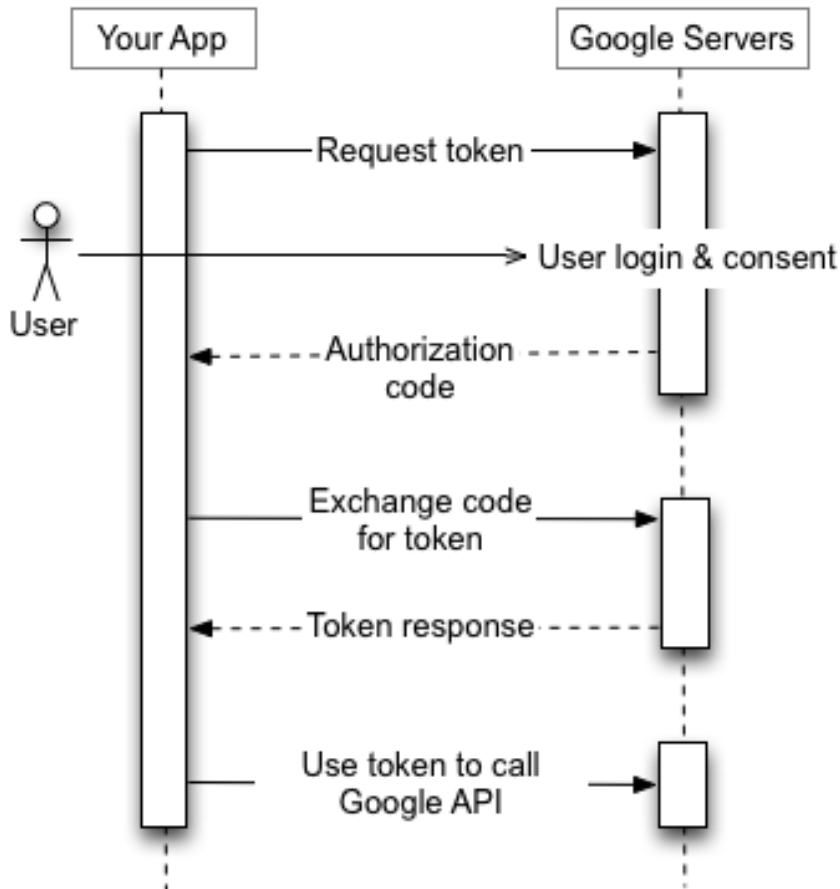 Your App
Google Servers
Request token
User login & consent
User
Authorization
code
Exchange code
for token
Token response
Use token to call
Google API